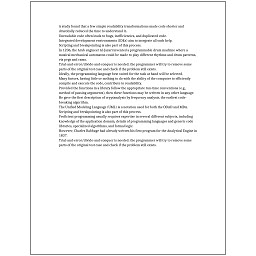 A study found that a few simple readability transformations made code shorter and
drastically reduced the time to understand it.
Unreadable code often leads to bugs, inefficiencies, and duplicated code.
Integrated development environments (IDEs) aim to integrate all such help.
Scripting and breakpointing is also part of this process.
In 1206, the Arab engineer Al-Jazari invented a programmable drum machine where a
musical mechanical automaton could be made to play different rhythms and drum patterns,
via pegs and cams.
Trial-and-error/divide-and-conquer is needed: the programmer will try to remove some
parts of the original test case and check if the problem still exists.
Ideally, the programming language best suited for the task at hand will be selected.
Many factors, having little or nothing to do with the ability of the computer to efficiently
compile and execute the code, contribute to readability.
Provided the functions in a library follow the appropriate run-time conventions (e.g.,
method of passing arguments), then these functions may be written in any other language.
He gave the first description of cryptanalysis by frequency analysis, the earliest code-
breaking algorithm.
The Unified Modeling Language (UML) is a notation used for both the OOAD and MDA.
Scripting and breakpointing is also part of this process.
Proficient programming usually requires expertise in several different subjects, including
knowledge of the application domain, details of programming languages and generic code
libraries, specialized algorithms, and formal logic.
However, Charles Babbage had already written his first program for the Analytical Engine in
1837.
Trial-and-error/divide-and-conquer is needed: the programmer will try to remove some
parts of the original test case and check if the problem still exists.